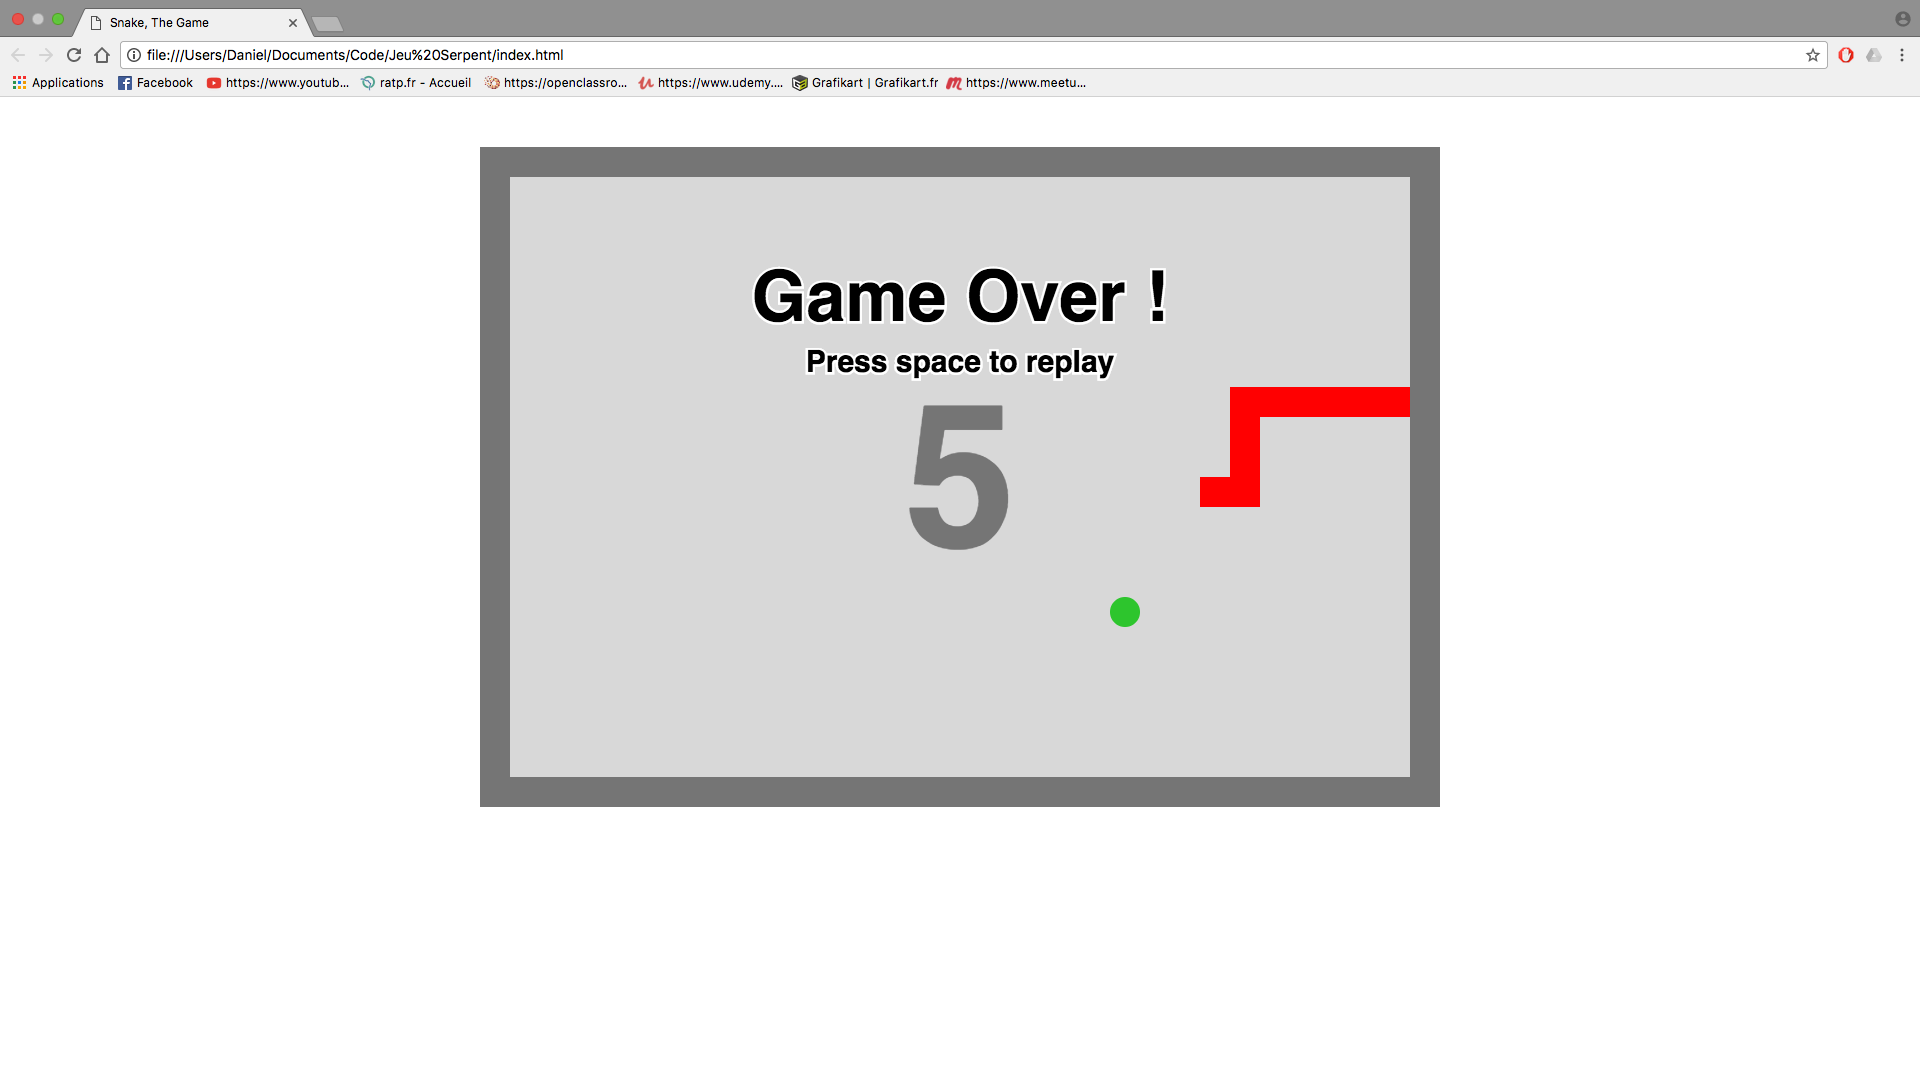 Snake, The Game
file:///Users/Daniel/Documents/Code/Jeu%20Serpent/index.html
Applications Facebook https://www.youtub... ratp.fr - Accueil https://openclassro... https://www.udemy.... Grafikart | Grafikart.fr https://www.meetu...
Game Over !
Press space to replay
5